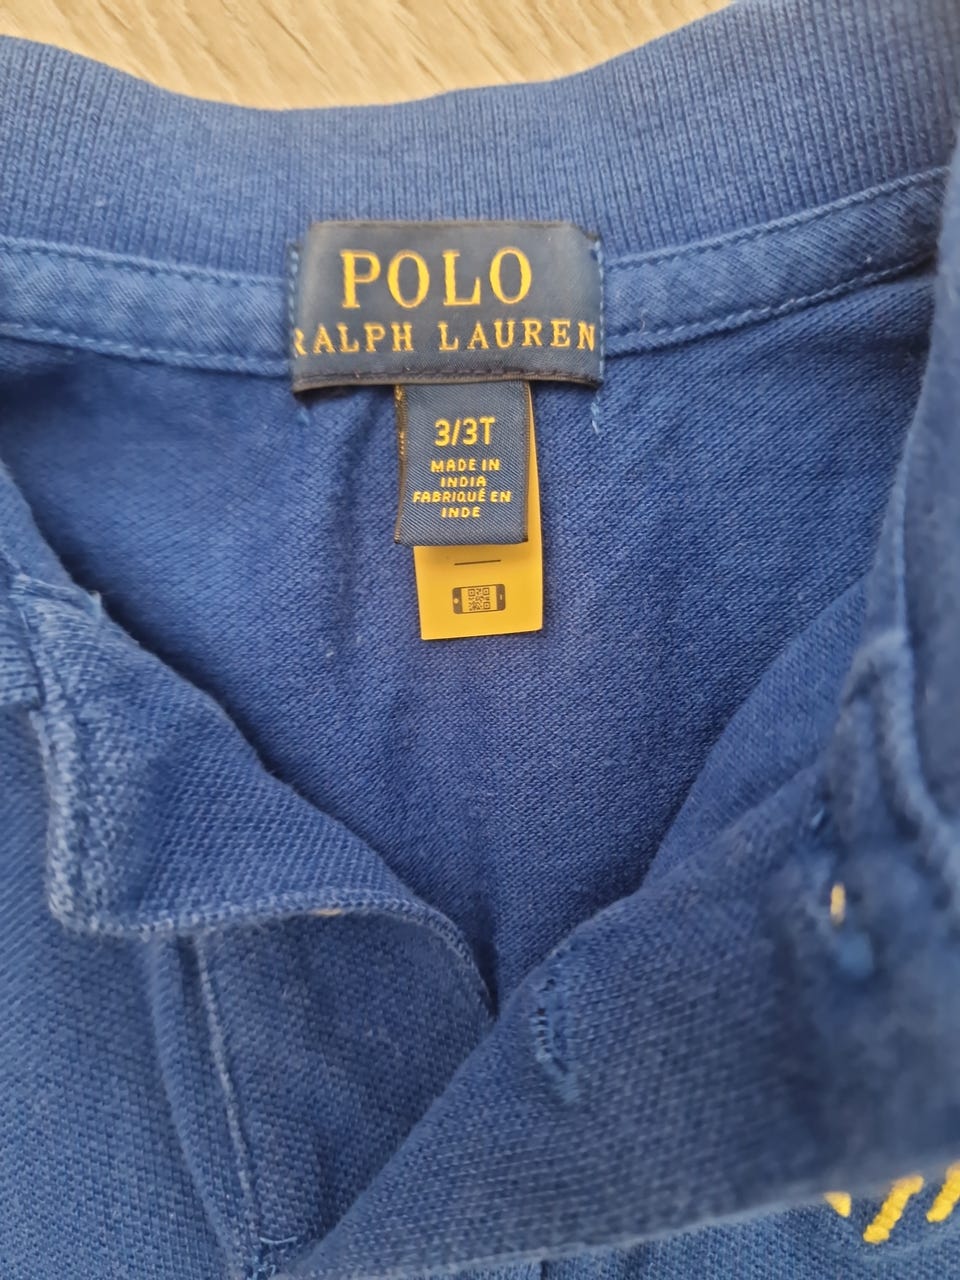 POLO
RALPH LAUREN
3/3T
MADE IN
INDIA
FABRIQUÉ EN
INDE